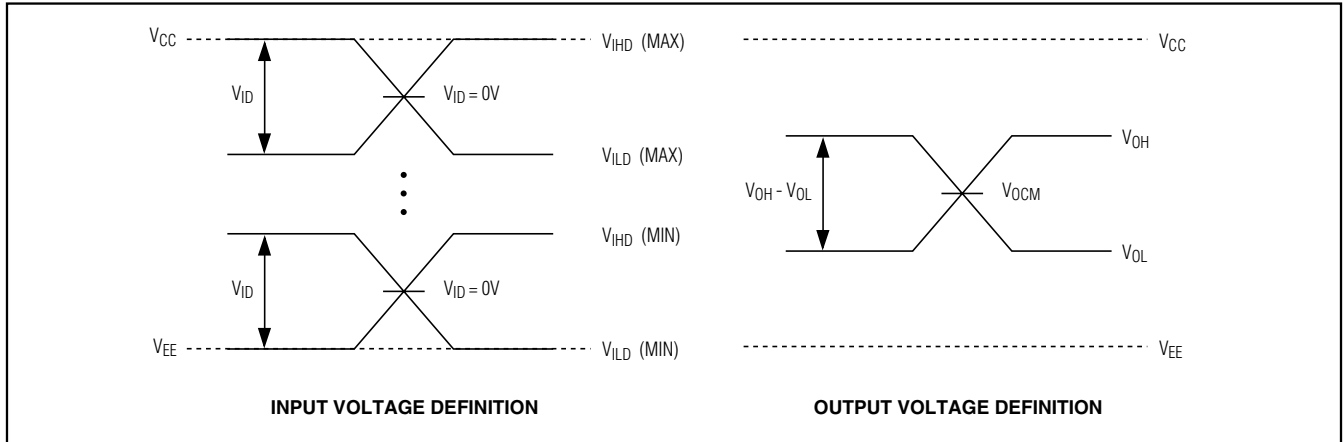 VCC
VIHD (MAX)
VID
VID = 0V
VILD (MAX)
VIHD (MIN)
VID
VID = 0V
VEE
VILD (MIN)
INPUT VOLTAGE DEFINITION
VCC
VOH
VOH - VOL
VOCM
VOL
VEE
OUTPUT VOLTAGE DEFINITION